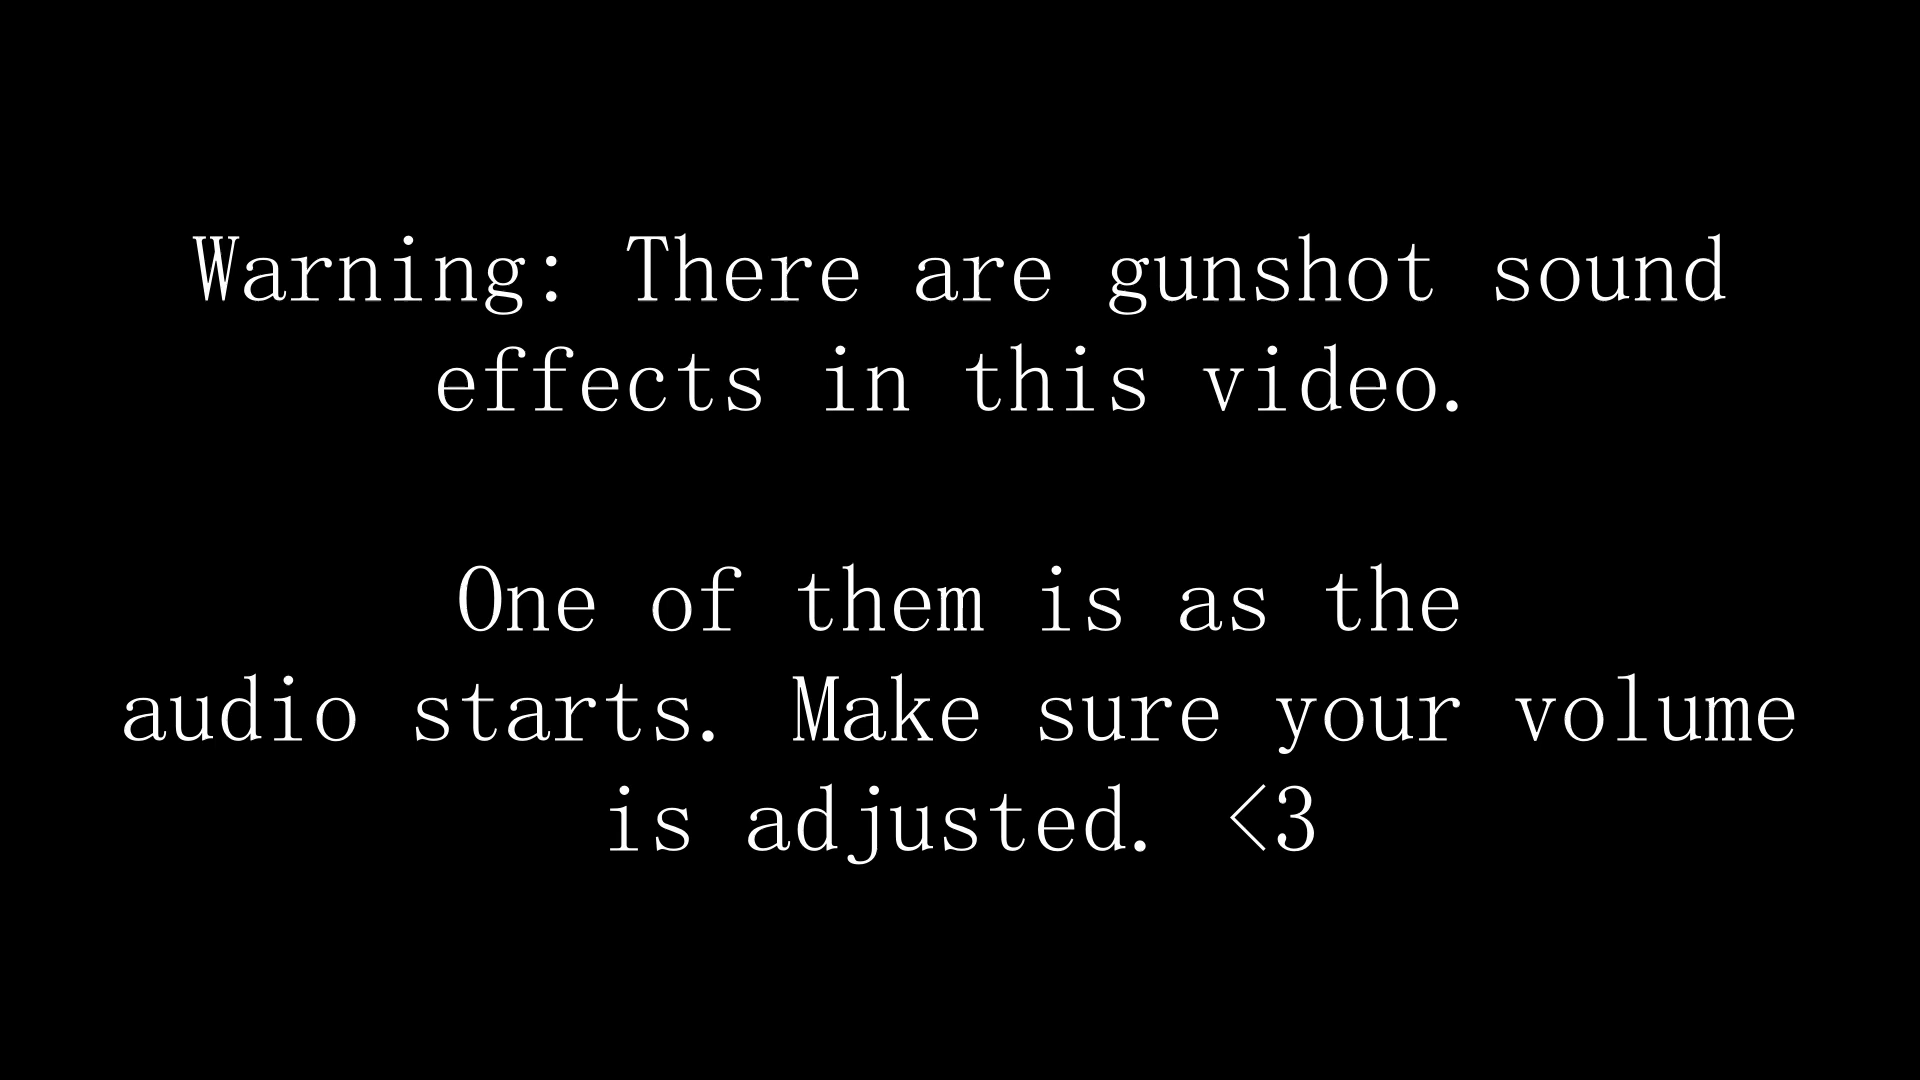 Warning: There are gunshot sound
effects in this video.
One of them is as the
audio starts. Make sure your volume
is adjusted. <3